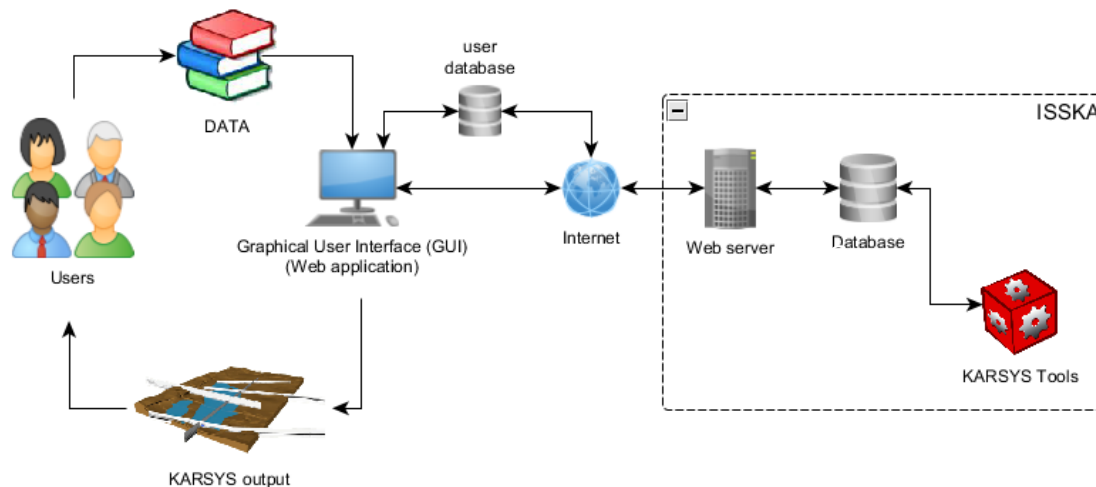 user
database
ISSKA
DATA
Graphical User Interface (GUI)
(Web application)
Internet
Web server
Database
Users
KARSYS Tools
KARSYS output